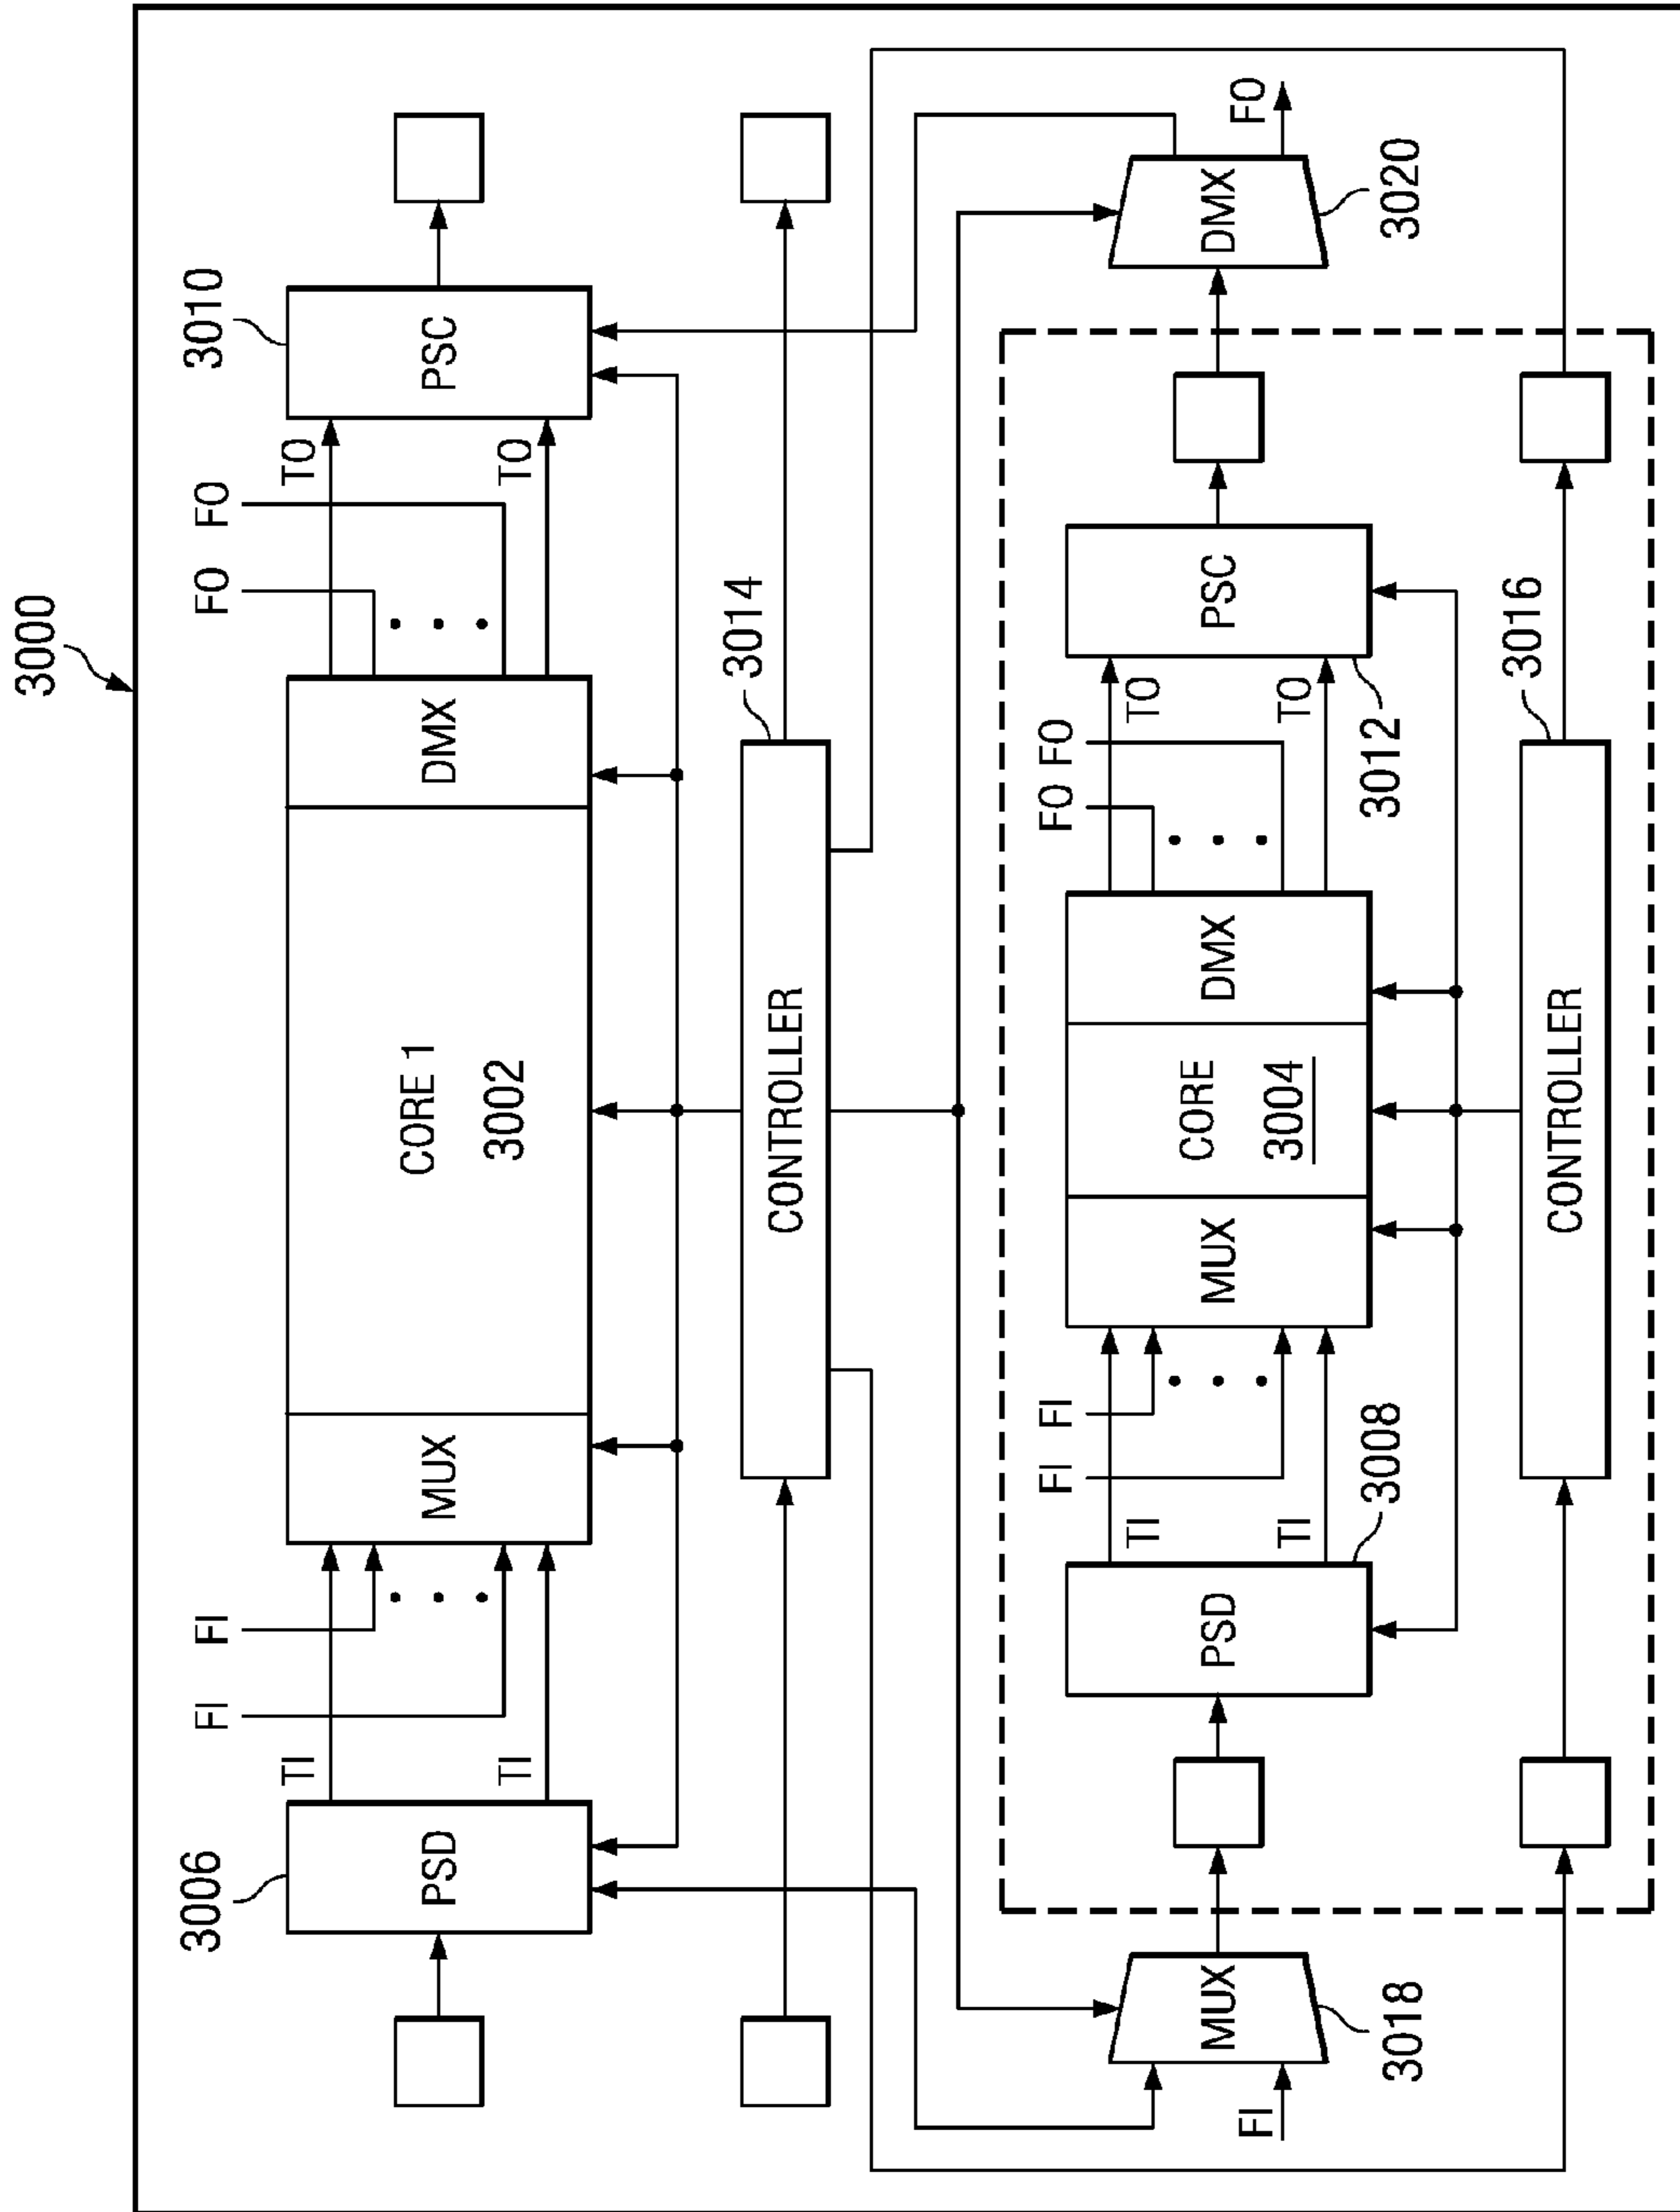 3000
3006
3010
FI
FI
FO
FO
TI
TO
PSD
MUX
CORE 1
3002
DMX
PSC
TI
TO
3014
CONTROLLER
FI
FI
FO
FO
TI
TO
FI
MUX
PSD
MUX
CORE
3004
DMX
PSC
DMX
FO
TI
TO
3018
3008
3012
3020
3016
CONTROLLER